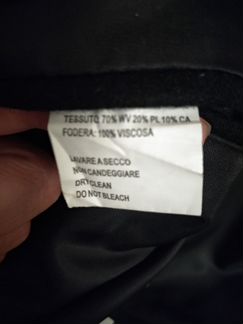 TESSUTO: 70% WV 20% PL 10% CA
FODERA: 100% VISCOSA
LAVARE A SECCO
NON CANDEGGIARE
DRY CLEAN
DO NOT BLEACH